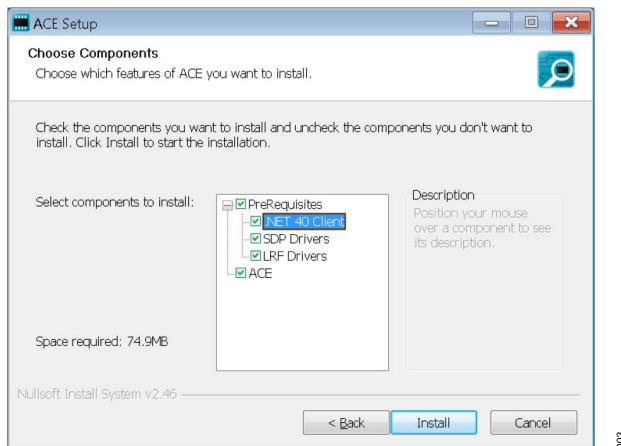 ACE Setup
Choose Components
Choose which features of ACE you want to install.
Check the components you want to install and uncheck the components you don't want to
install. Click Install to start the installation.
Select components to install:
PreRequisites
.NET 40 Client
SDP Drivers
LRF Drivers
ACE
Description
Position your mouse
over a component to see
its description.
Space required: 74.9MB
Nullsoft Install System v2.46
< Back
Install
Cancel